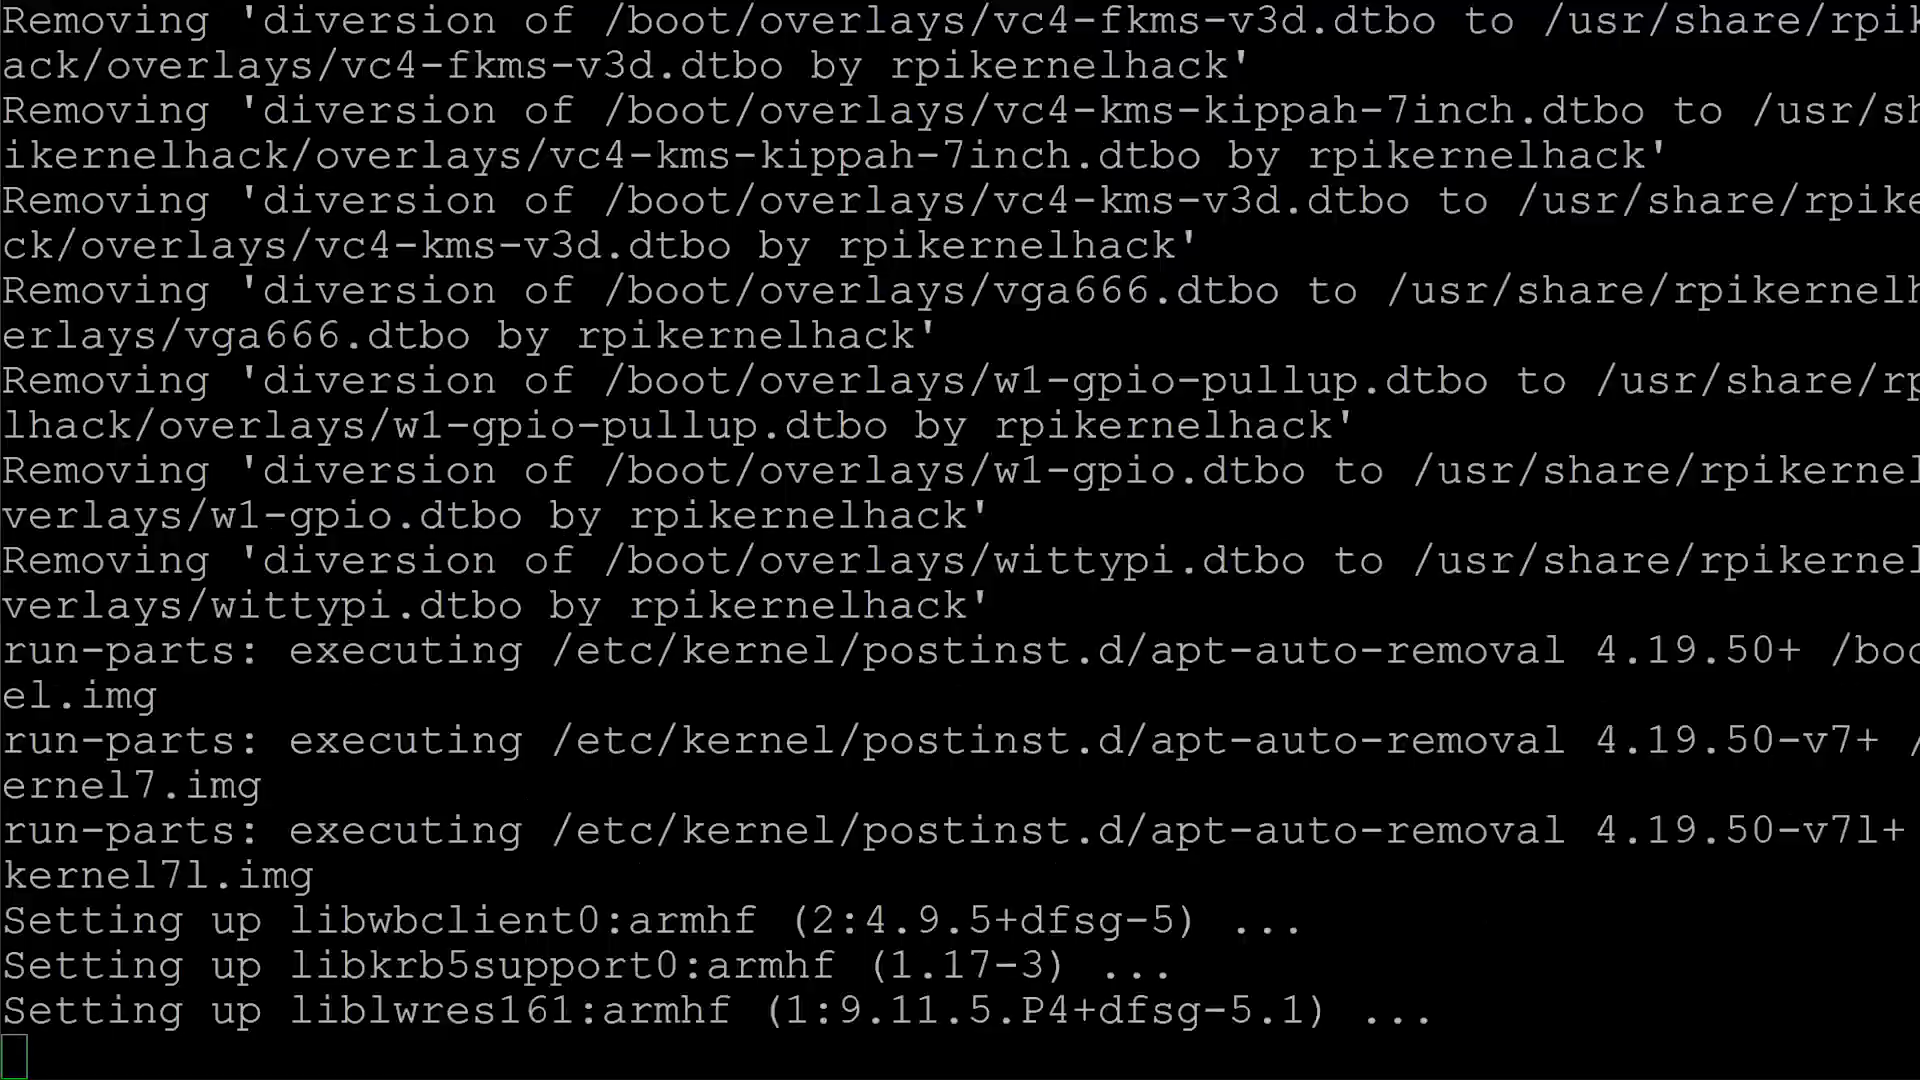 Removing 'diversion of /boot/overlays/vc4-fkms-v3d.dtbo to /usr/share/rpik
ack/overlays/vc4-fkms-v3d.dtbo by rpikernelhack'
Removing 'diversion of /boot/overlays/vc4-kms-kippah-7inch.dtbo to /usr/sh
ikernelhack/overlays/vc4-kms-kippah-7inch.dtbo by rpikernelhack'
Removing 'diversion of /boot/overlays/vc4-kms-v3d.dtbo to /usr/share/rpike
ck/overlays/vc4-kms-v3d.dtbo by rpikernelhack'
Removing 'diversion of /boot/overlays/vga666.dtbo to /usr/share/rpikernelh
erlays/vga666.dtbo by rpikernelhack'
Removing 'diversion of /boot/overlays/w1-gpio-pullup.dtbo to /usr/share/rp
lhack/overlays/w1-gpio-pullup.dtbo by rpikernelhack'
Removing 'diversion of /boot/overlays/w1-gpio.dtbo to /usr/share/rpikernel
verlays/w1-gpio.dtbo by rpikernelhack'
Removing 'diversion of /boot/overlays/wittypi.dtbo to /usr/share/rpikernel
verlays/wittypi.dtbo by rpikernelhack'
run-parts: executing /etc/kernel/postinst.d/apt-auto-removal 4.19.50+ /boo
el.img
run-parts: executing /etc/kernel/postinst.d/apt-auto-removal 4.19.50-v7+ /
ernel7.img
run-parts: executing /etc/kernel/postinst.d/apt-auto-removal 4.19.50-v7l+
kernel7l.img
Setting up libwbclient0:armhf (2:4.9.5+dfsg-5) ...
Setting up libkrb5support0:armhf (1.17-3) ...
Setting up liblwres161:armhf (1:9.11.5.P4+dfsg-5.1) ...